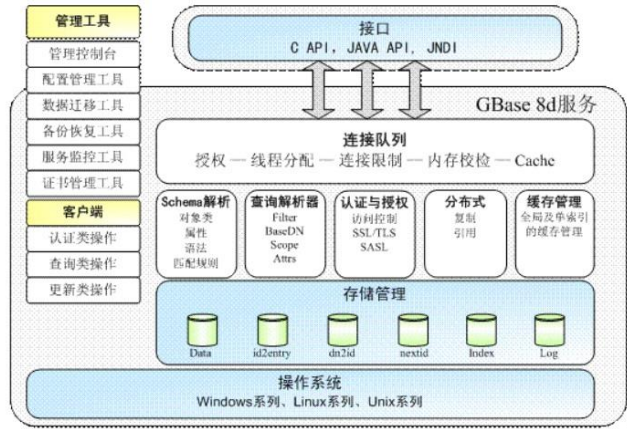 管理工具
管理控制台
配置管理工具
数据迁移工具
备份恢复工具
服务监控工具
证书管理工具
客户端
认证类操作
查询类操作
更新类操作
接口
C API，JAVA API，JNDI
GBase 8d服务
连接队列
授权 — 线程分配 — 连接限制 — 内存校检 — Cache
Schema解析
对象类
属性
语法
匹配规则
查询解析器
Filter
BaseDN
Scope
Attrs
认证与授权
访问控制
SSL/TLS
SASL
分布式
复制
引用
缓存管理
全局及单索引
的缓存管理
存储管理
Data
id2entry
dn2id
nextid
Index
Log
操作系统
Windows系列、Linux系列、Unix系列